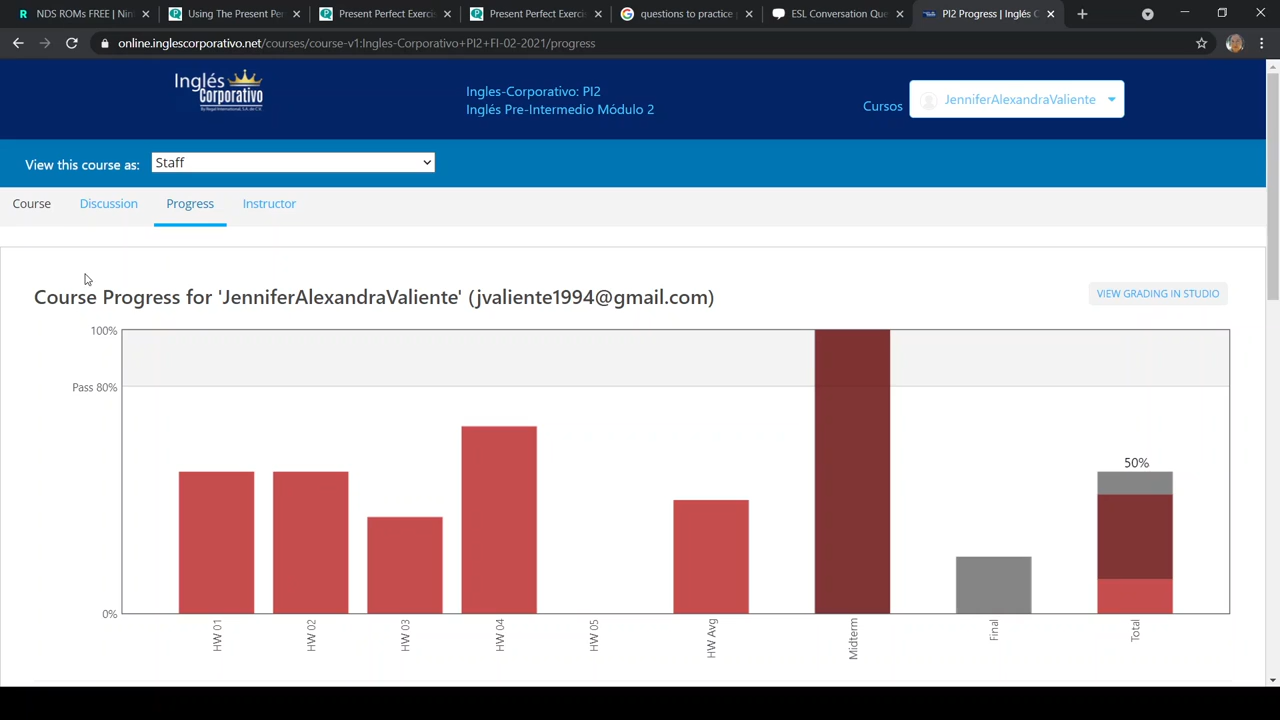 NDS ROMs FREE | Nin
Using The Present Pe
Present Perfect Exerci
Present Perfect Exerci
questions to practice p
ESL Conversation Que
PI2 Progress | Inglés C
online.inglescorporativo.net/courses/course-v1:Ingles-Corporativo+PI2+FI-02-2021/progress
Inglés
Corporativo
Ingles-Corporativo: PI2
Inglés Pre-Intermedio Módulo 2
Cursos
JenniferAlexandraValiente
View this course as:
Staff
Course
Discussion
Progress
Instructor
Course Progress for 'JenniferAlexandraValiente' (jvaliente1994@gmail.com)
VIEW GRADING IN STUDIO
100%
Pass 80%
50%
0%
HW 01
HW 02
HW 03
HW 04
HW 05
HW Avg
Midterm
Final
Total